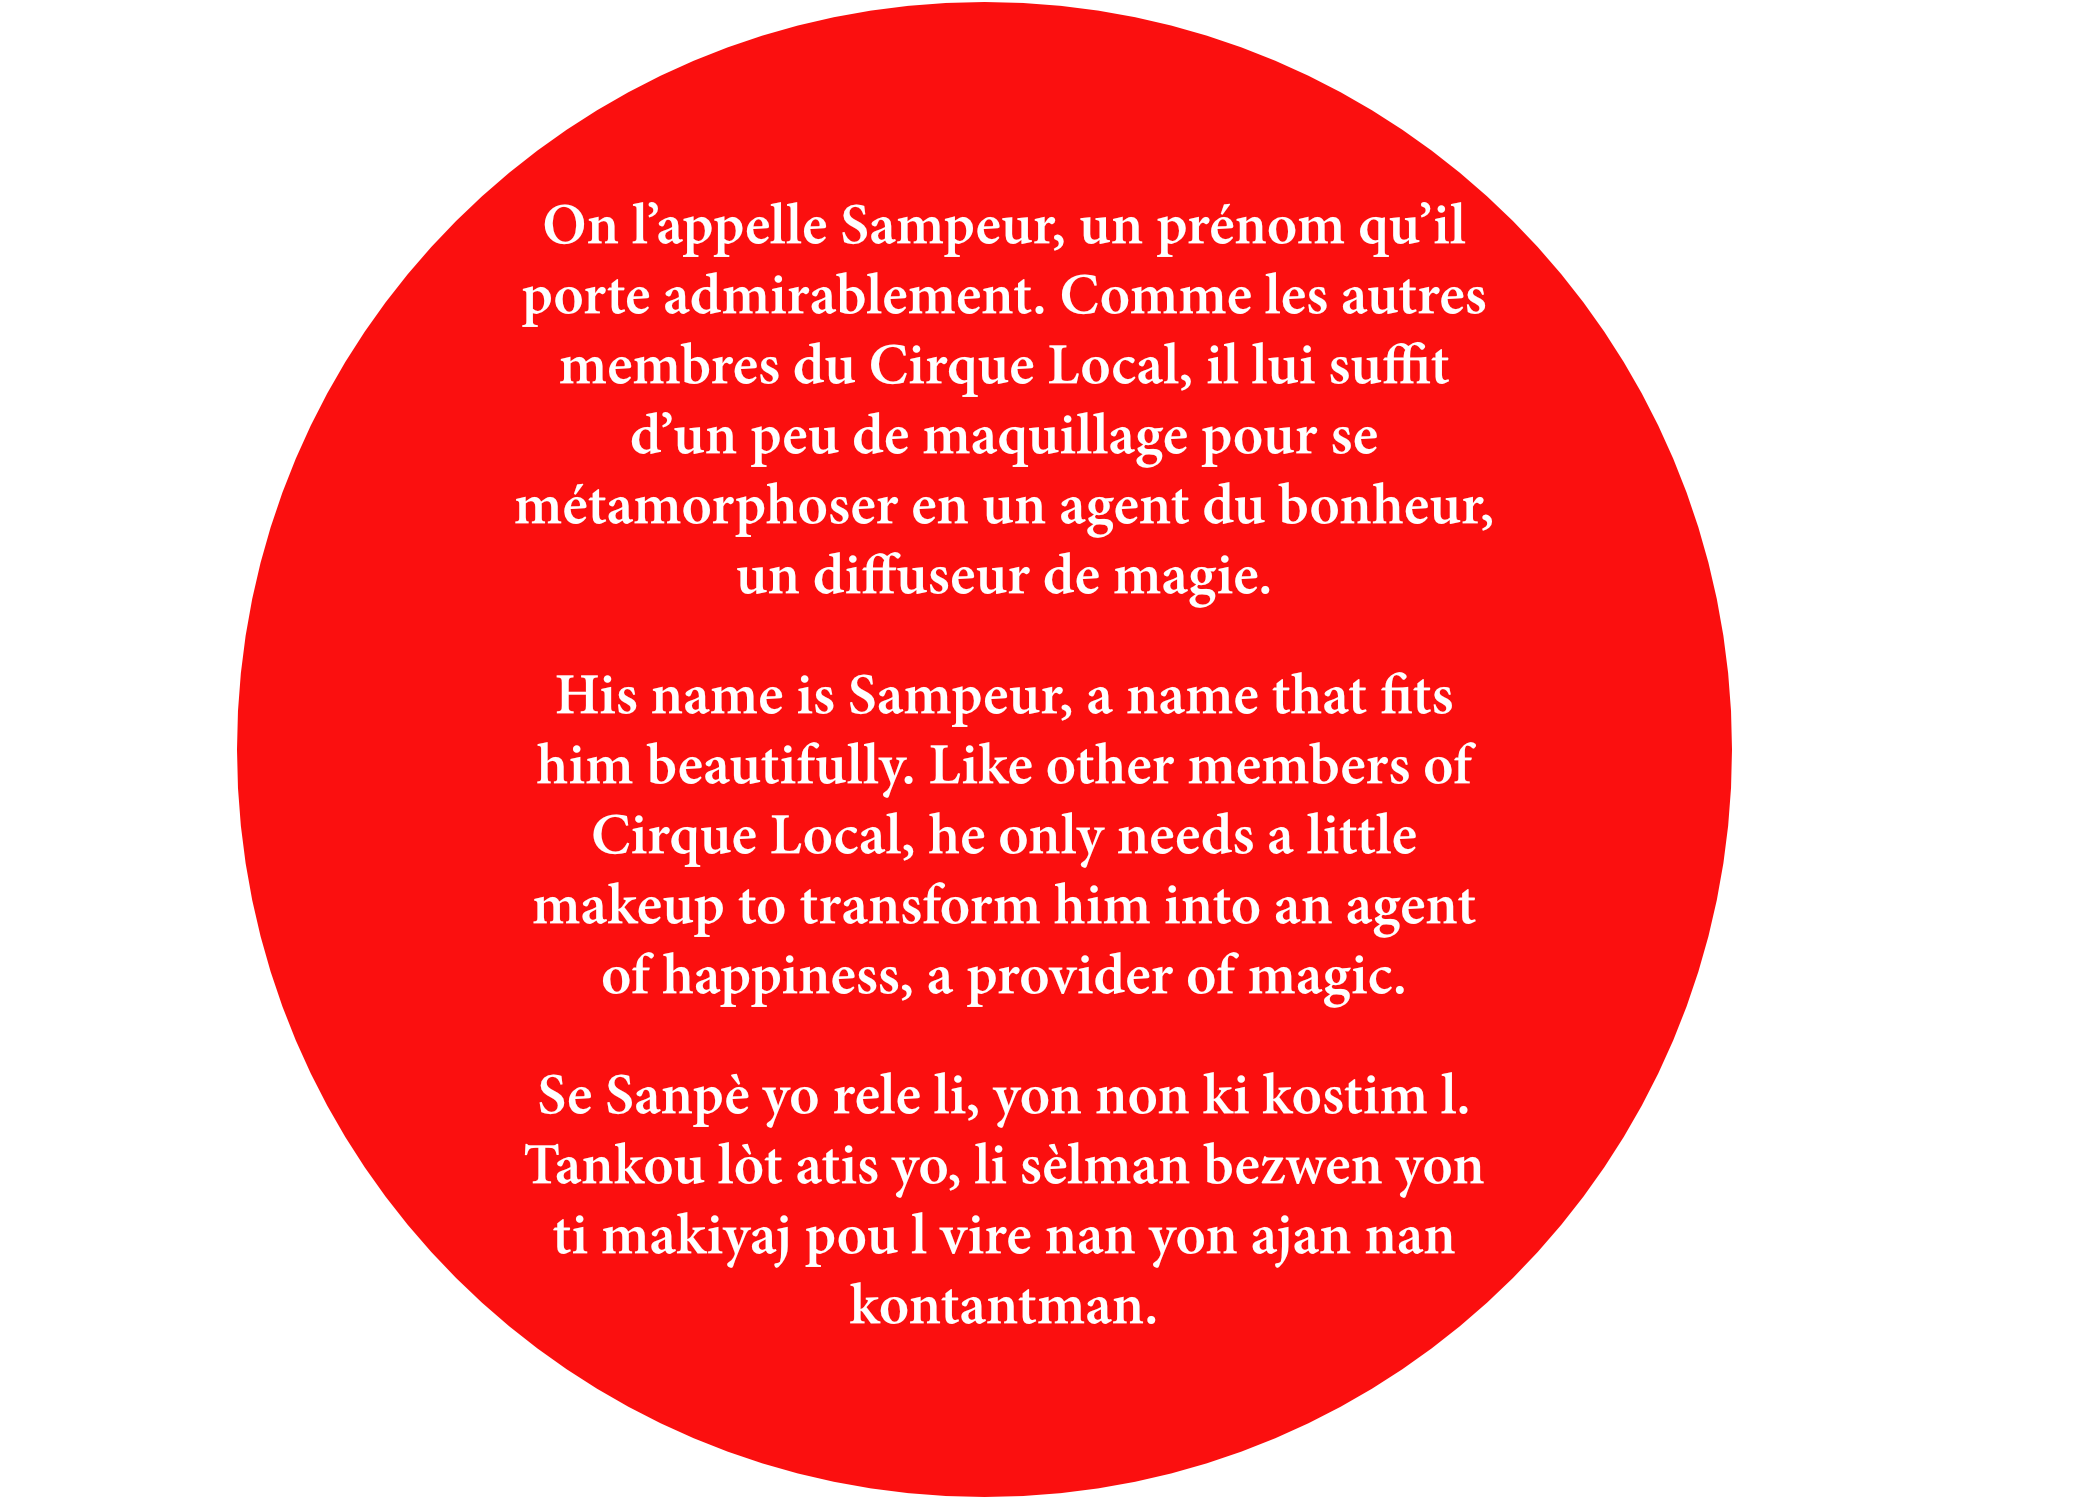 On l’appelle Sampeur, un prénom qu’il
porte admirablement. Comme les autres
membres du Cirque Local, il lui suffit
d’un peu de maquillage pour se
métamorphoser en un agent du bonheur,
un diffuseur de magie.
His name is Sampeur, a name that fits
him beautifully. Like other members of
Cirque Local, he only needs a little
makeup to transform him into an agent
of happiness, a provider of magic.
Se Sanpè yo rele li, yon non ki kostim l.
Tankou lòt atis yo, li sèlman bezwen yon
ti makiyaj pou l vire nan yon ajan nan
kontantman.